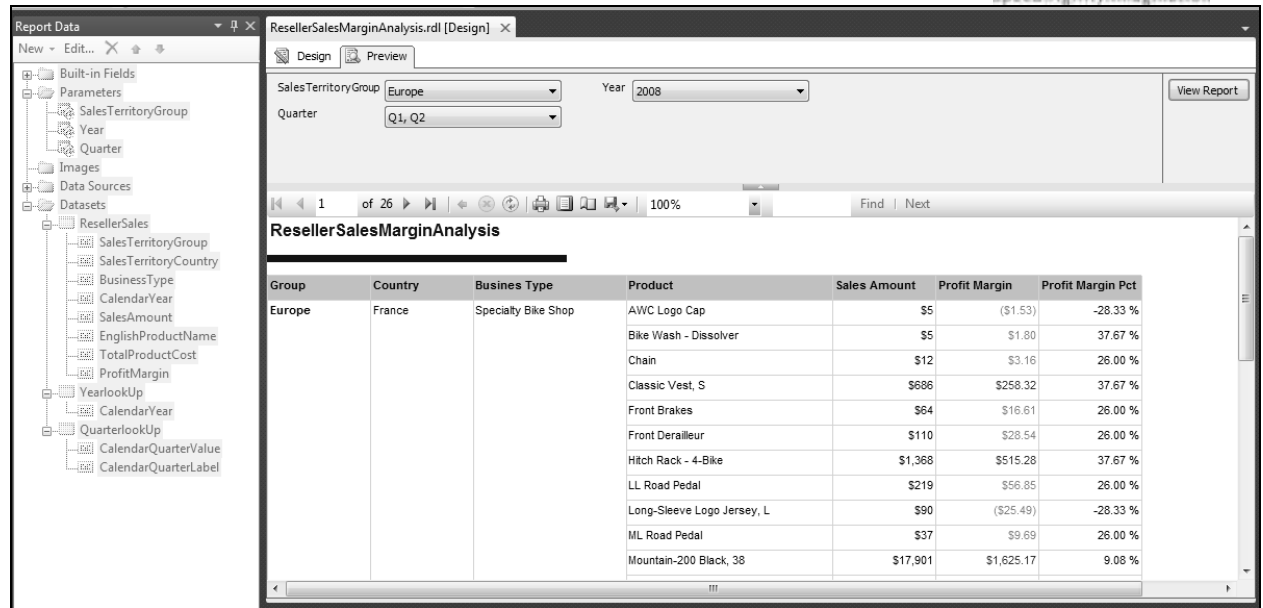 Report Data
New Edit...
Built-in Fields
Parameters
SalesTerritoryGroup
Year
Quarter
Images
Data Sources
Datasets
ResellerSales
SalesTerritoryGroup
SalesTerritoryCountry
BusinessType
CalendarYear
SalesAmount
EnglishProductName
TotalProductCost
ProfitMargin
YearlookUp
CalendarYear
QuarterlookUp
CalendarQuarterValue
CalendarQuarterLabel
ResellerSalesMarginAnalysis.rdl [Design]
Design Preview
SalesTerritoryGroup Europe Year 2008 View Report
Quarter Q1, Q2
1 of 26 100% Find | Next
ResellerSalesMarginAnalysis
Group Country Busines Type Product Sales Amount Profit Margin Profit Margin Pct
Europe France Specialty Bike Shop AWC Logo Cap $5 ($1.53) -28.33 %
Bike Wash - Dissolver $5 $1.80 37.67 %
Chain $12 $3.16 26.00 %
Classic Vest, S $686 $258.32 37.67 %
Front Brakes $64 $16.61 26.00 %
Front Derailleur $110 $28.54 26.00 %
Hitch Rack - 4-Bike $1,368 $515.28 37.67 %
LL Road Pedal $219 $56.85 26.00 %
Long-Sleeve Logo Jersey, L $90 ($25.49) -28.33 %
ML Road Pedal $37 $9.69 26.00 %
Mountain-200 Black, 38 $17,901 $1,625.17 9.08 %